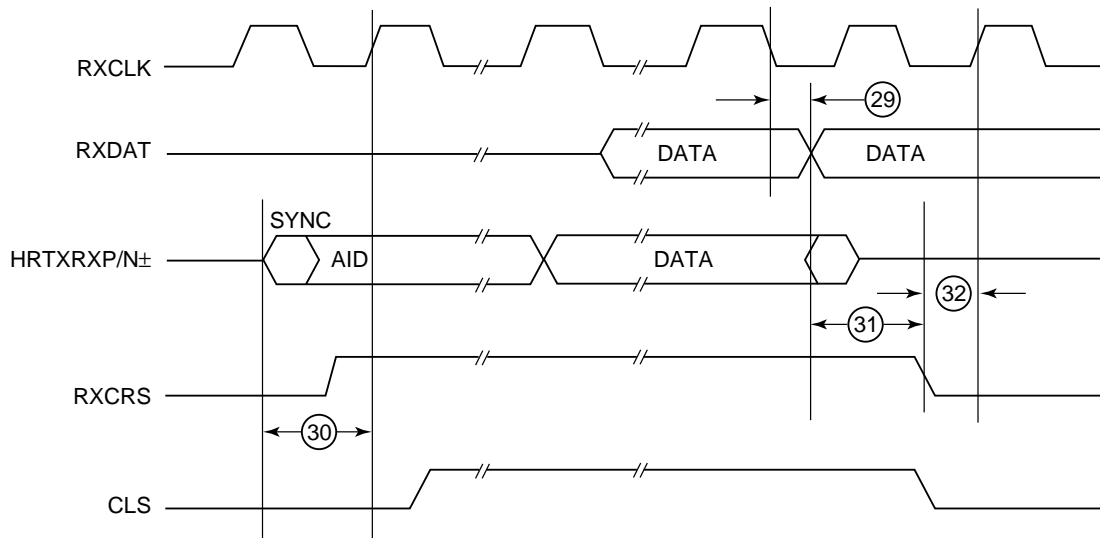 RXCLK
29
RXDAT
DATA
DATA
SYNC
HRTXRXP/N±
AID
DATA
32
31
RXCRS
30
CLS